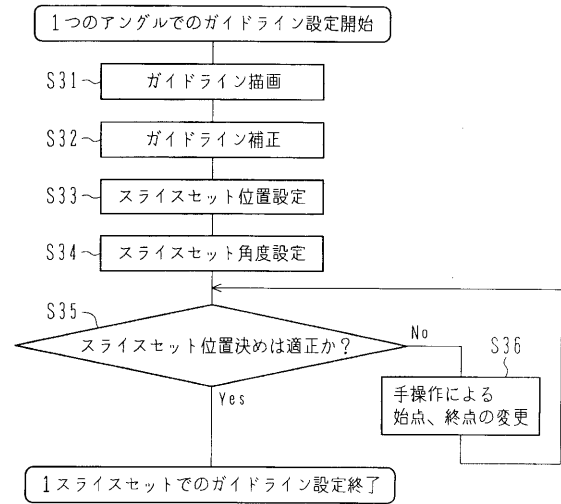 1つのアングルでのガイドライン設定開始
S31
ガイドライン描画
S32
ガイドライン補正
S33
スライスセット位置設定
S34
スライスセット角度設定
S35
スライスセット位置決めは適正か？
No
S36
手操作による
始点、終点の変更
Yes
1スライスセットでのガイドライン設定終了